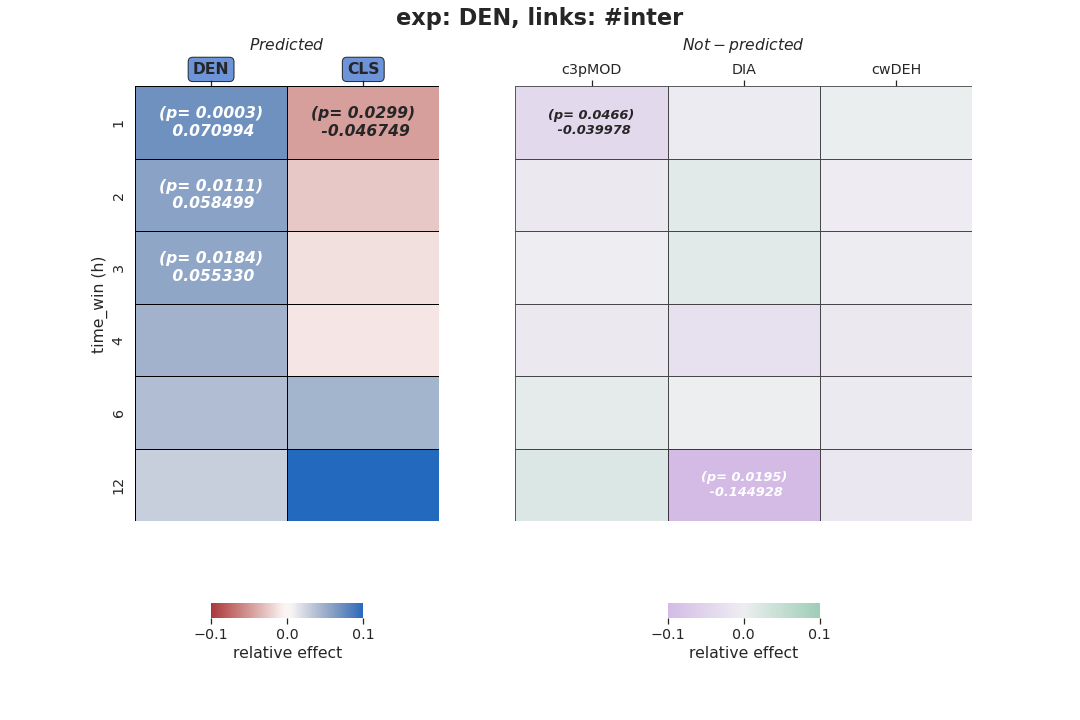 exp: DEN, links: #inter
Predicted
Not − predicted
DEN
CLS
c3pMOD
DIA
cwDEH
time_win (h)
1
(p= 0.0003)
0.070994
(p= 0.0299)
-0.046749
(p= 0.0466)
-0.039978
2
(p= 0.0111)
0.058499
3
(p= 0.0184)
0.055330
4
6
12
(p= 0.0195)
-0.144928
−0.1
0.0
0.1
relative effect
−0.1
0.0
0.1
relative effect